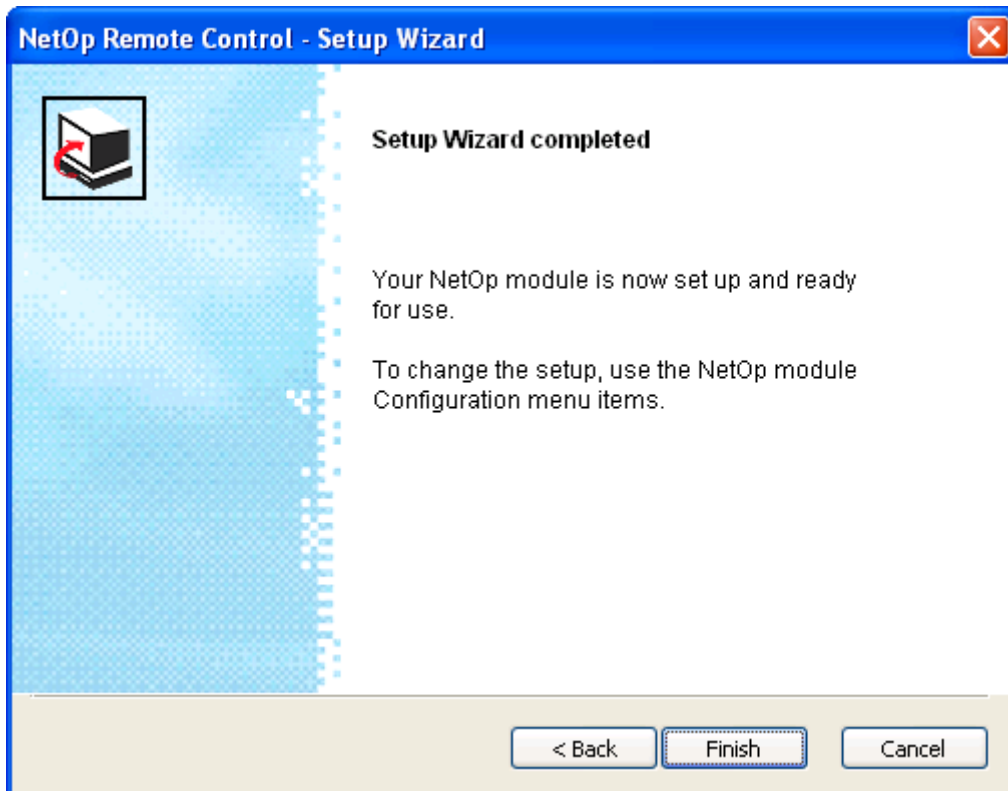 NetOp Remote Control - Setup Wizard
Setup Wizard completed
Your NetOp module is now set up and ready
for use.
To change the setup, use the NetOp module
Configuration menu items.
< Back
Finish
Cancel